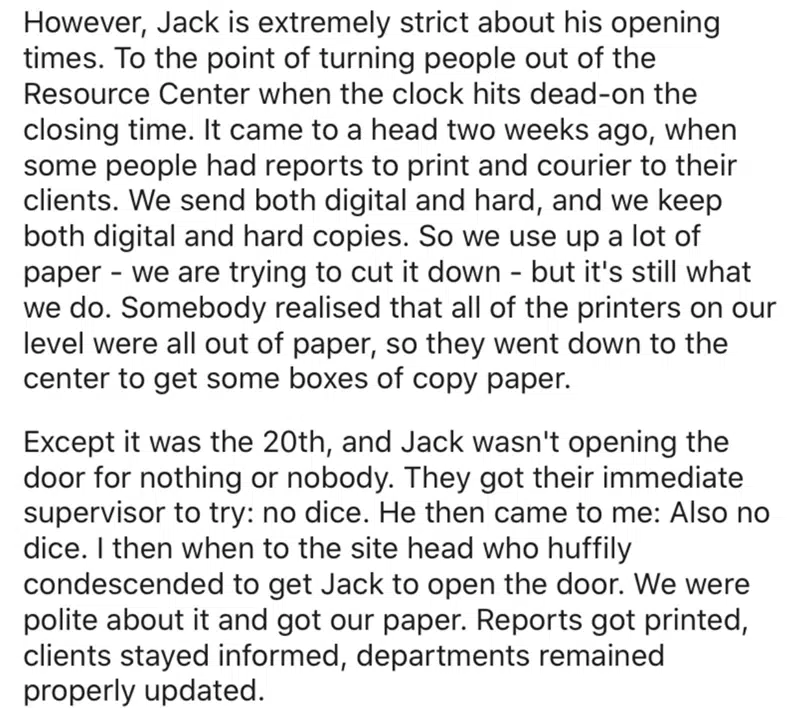 However, Jack is extremely strict about his opening
times. To the point of turning people out of the
Resource Center when the clock hits dead-on the
closing time. It came to a head two weeks ago, when
some people had reports to print and courier to their
clients. We send both digital and hard, and we keep
both digital and hard copies. So we use up a lot of
paper - we are trying to cut it down - but it's still what
we do. Somebody realised that all of the printers on our
level were all out of paper, so they went down to the
center to get some boxes of copy paper.
Except it was the 20th, and Jack wasn't opening the
door for nothing or nobody. They got their immediate
supervisor to try: no dice. He then came to me: Also no
dice. I then when to the site head who huffily
condescended to get Jack to open the door. We were
polite about it and got our paper. Reports got printed,
clients stayed informed, departments remained
properly updated.